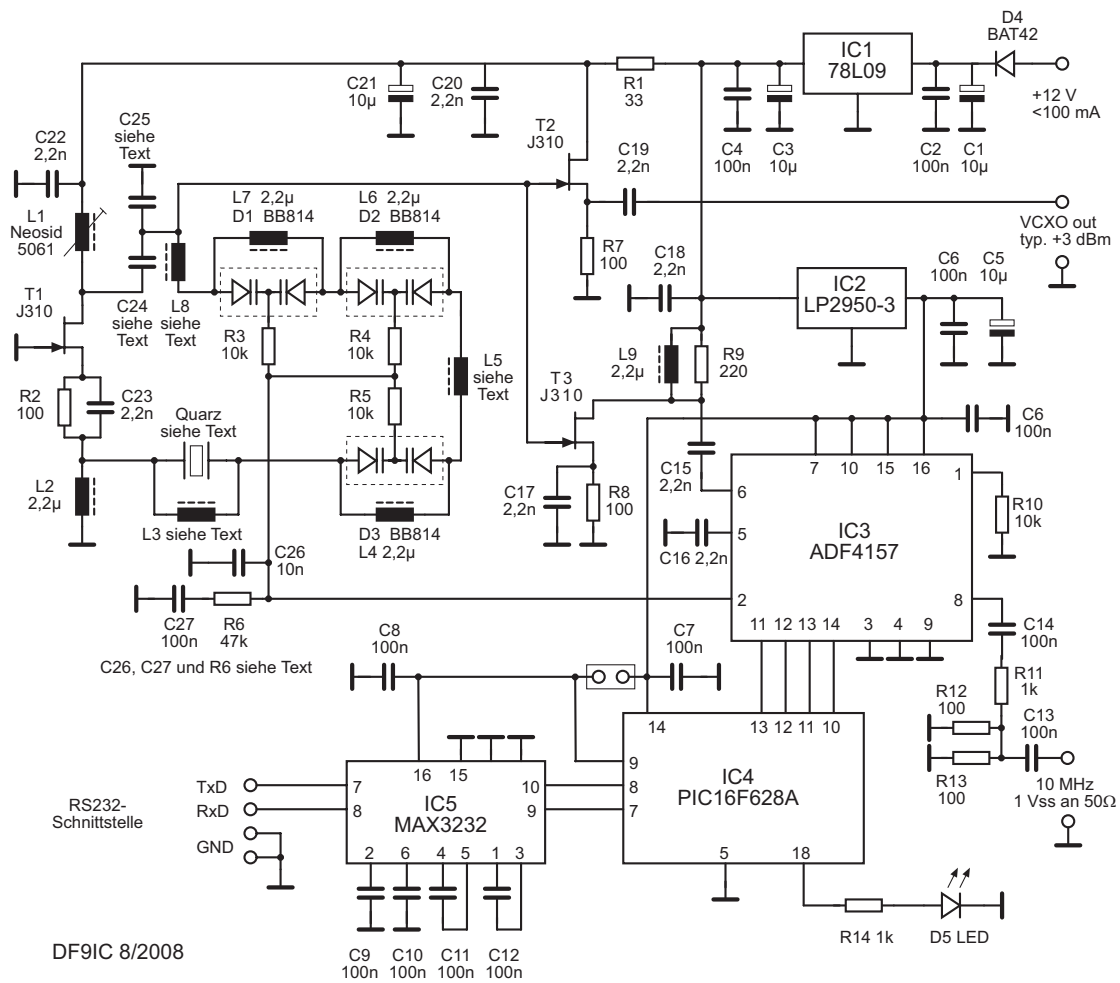 D4
BAT42
IC1
78L09
+12 V
<100 mA
C21
10µ
C20
2,2n
R1
33
C4
100n
C3
10µ
C2
100n
C1
10µ
C22
2,2n
C25
siehe
Text
T2
J310
C19
2,2n
L1
Neosid
5061
L7 2,2µ
D1 BB814
L6 2,2µ
D2 BB814
VCXO out
typ. +3 dBm
R7
100
C18
2,2n
C6
100n
C5
10µ
IC2
LP2950-3
T1
J310
C24
siehe
Text
L8
siehe
Text
R3
10k
R4
10k
L5
siehe
Text
L9
2,2µ
R9
220
R2
100
C23
2,2n
Quarz
siehe Text
R5
10k
T3
J310
C6
100n
7 10 15 16
1
C15
2,2n
6
R10
10k
L2
2,2µ
L3 siehe Text
D3 BB814
L4 2,2µ
C17
2,2n
R8
100
C16 2,2n
5
IC3
ADF4157
C26
10n
2
8
C27
100n
R6
47k
11 12 13 14
3 4 9
C14
100n
C26, C27 und R6 siehe Text
C8
100n
C7
100n
R11
1k
R12
100
C13
100n
R13
100
10 MHz
1 Vss an 50Ω
14
13 12 11 10
16 15
9
IC4
PIC16F628A
TxD
7
10
8
RxD
8
9
7
IC5
MAX3232
RS232-
Schnittstelle
GND
2 6 4 5 1 3
5
18
R14 1k
D5 LED
DF9IC 8/2008
C9
100n
C10
100n
C11
100n
C12
100n